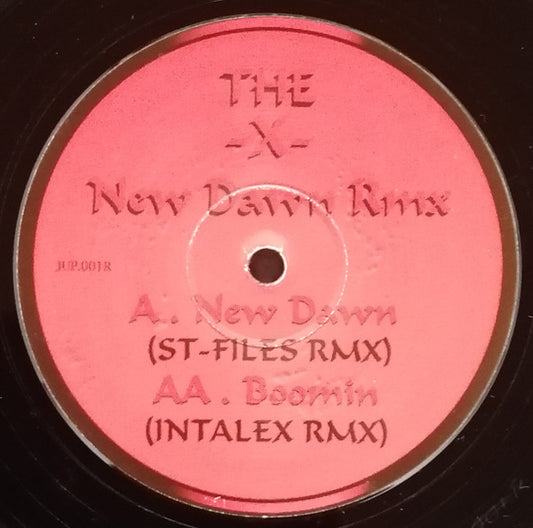 THE
-X-
New Dawn Rmx
JUP.001R
A. New Dawn
(ST-FILES RMX)
AA. Boomin
(INTALEX RMX)